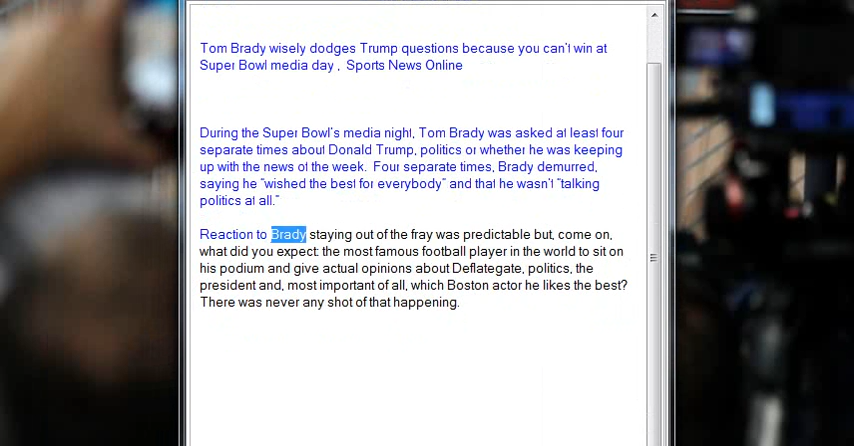 Tom Brady wisely dodges Trump questions because you can't win at
Super Bowl media day , Sports News Online
During the Super Bowl's media night, Tom Brady was asked at least four
separate times about Donald Trump, politics or whether he was keeping
up with the news of the week. Four separate times, Brady demurred,
saying he "wished the best for everybody" and that he wasn't "talking
politics at all."
Reaction to Brady staying out of the fray was predictable but, come on,
what did you expect: the most famous football player in the world to sit on
his podium and give actual opinions about Deflategate, politics, the
president and, most important of all, which Boston actor he likes the best?
There was never any shot of that happening.